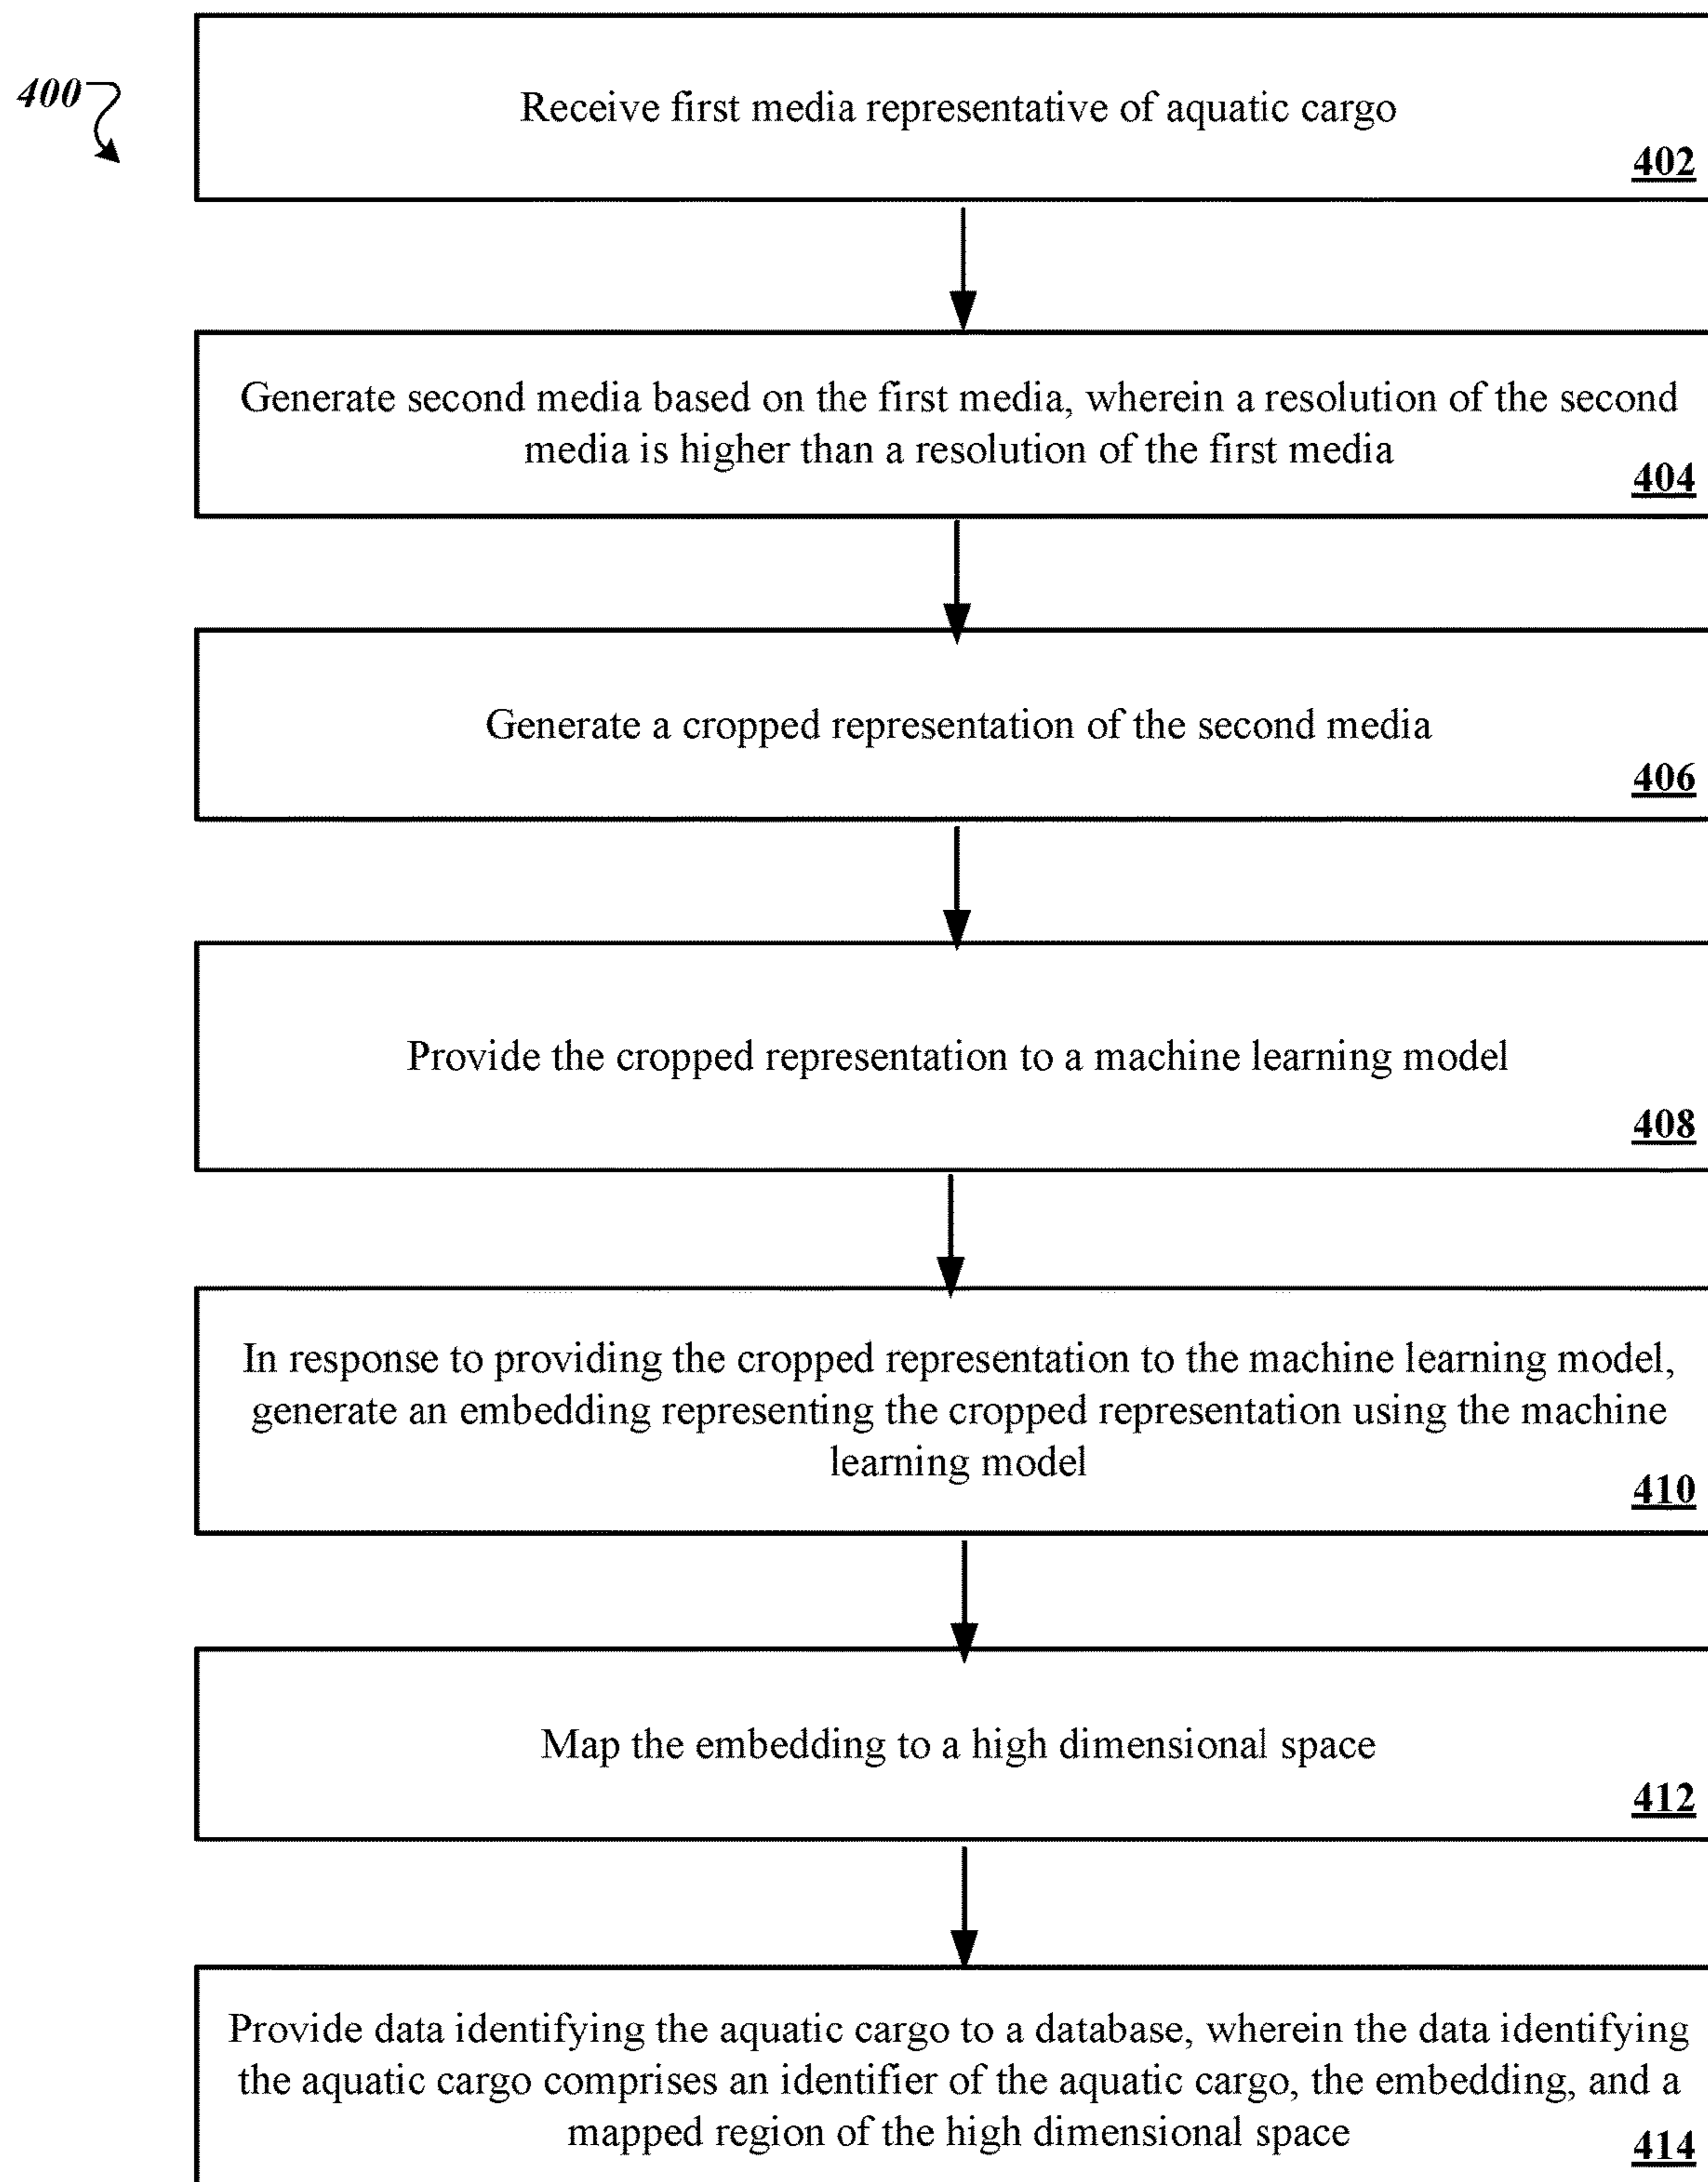 400
Receive first media representative of aquatic cargo
402
Generate second media based on the first media, wherein a resolution of the second
media is higher than a resolution of the first media
404
Generate a cropped representation of the second media
406
Provide the cropped representation to a machine learning model
408
In response to providing the cropped representation to the machine learning model,
generate an embedding representing the cropped representation using the machine
learning model
410
Map the embedding to a high dimensional space
412
Provide data identifying the aquatic cargo to a database, wherein the data identifying
the aquatic cargo comprises an identifier of the aquatic cargo, the embedding, and a
mapped region of the high dimensional space
414